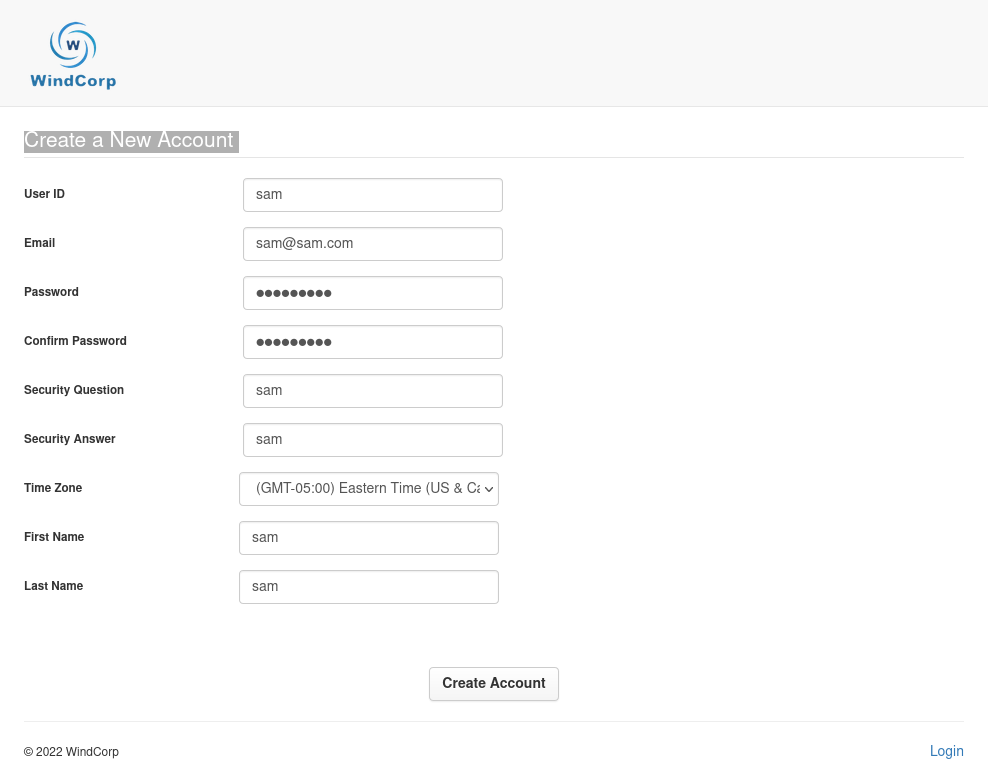 W
WindCorp
Create a New Account
User ID sam
Email sam@sam.com
Password ●●●●●●●●●
Confirm Password ●●●●●●●●●
Security Question sam
Security Answer sam
Time Zone (GMT-05:00) Eastern Time (US & Ca
First Name sam
Last Name sam
Create Account
© 2022 WindCorp Login